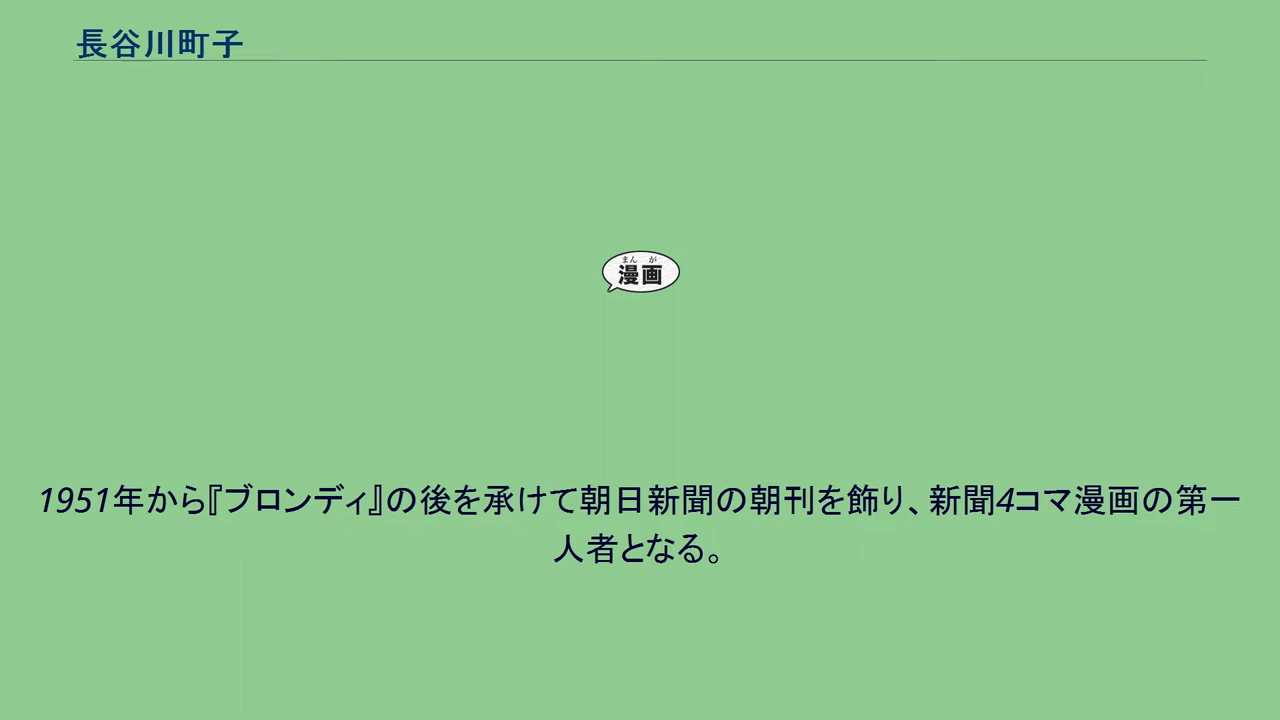 長谷川町子
まん が
漫画
1951年から『ブロンディ』の後を承けて朝日新聞の朝刊を飾り、新聞4コマ漫画の第一
人者となる。